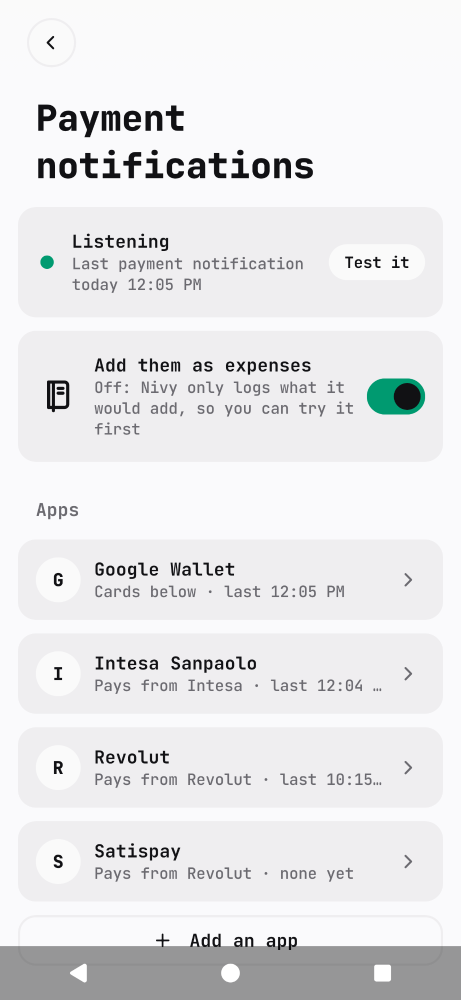 Payment
notifications
Listening
Last payment notification
today 12:05 PM
Test it
Add them as expenses
Off: Nivy only logs what it
would add, so you can try it
first
Apps
G
Google Wallet
Cards below · last 12:05 PM
I
Intesa Sanpaolo
Pays from Intesa · last 12:04 …
R
Revolut
Pays from Revolut · last 10:15…
S
Satispay
Pays from Revolut · none yet
+ Add an app